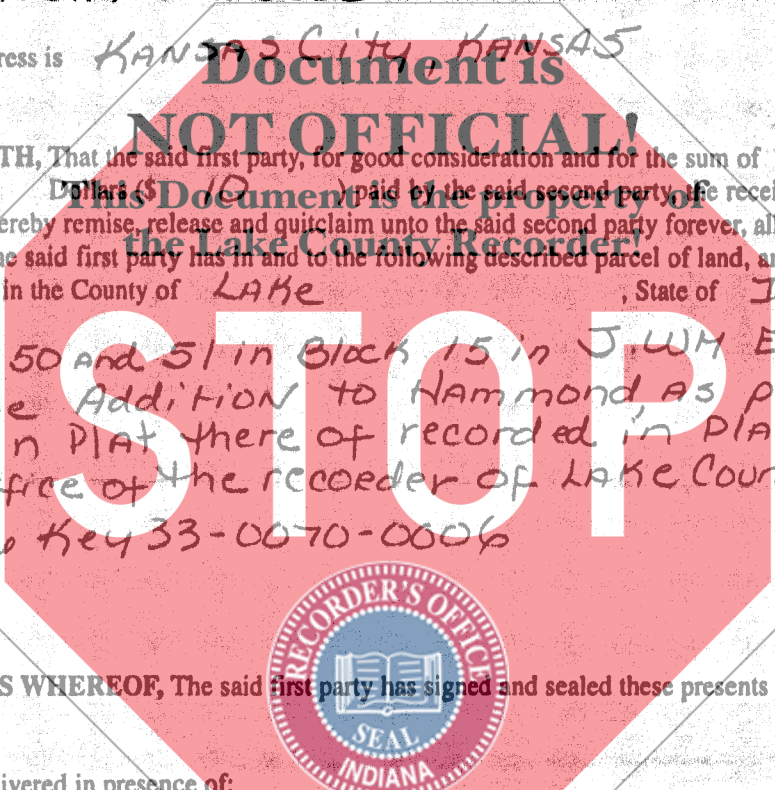 ress is KANSAS City, KANSAS
Document is
NOT OFFICIAL!
TH, That the said first party, for good consideration and for the sum of
Dollars ($ 10 ) paid by the said second party, the recei
This Document is the property of
ereby remise, release and quitclaim unto the said second party forever, all
the Lake County Recorder!
he said first party has in and to the following described parcel of land, an
in the County of LAKe , State of I
50 and 51 in Block 15 in J.WM E
e Addition to Hammond As p
n Plat there of recorded in PlA
ffice of the recoeder of LAKe Coun
Key 33-0070-0006
STOP
RECORDER'S OFFICE
S WHEREOF, The said first party has signed and sealed these presents
SEAL
INDIANA
ivered in presence of: